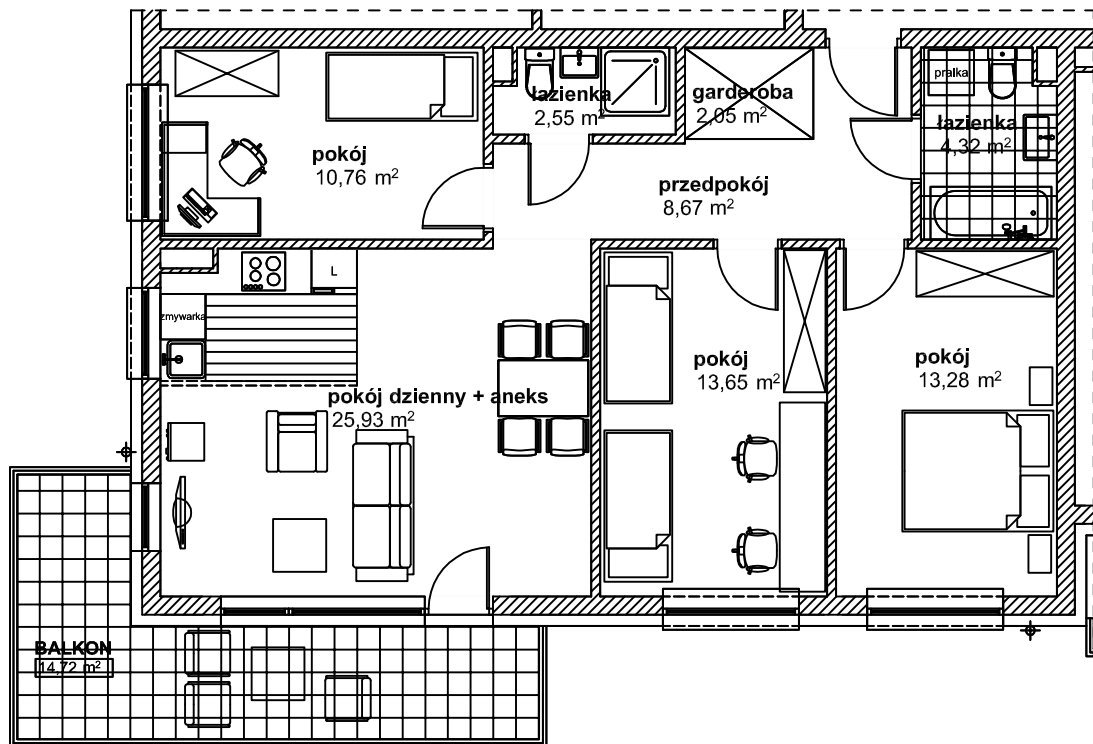 pralka
łazienka
2,55 m²
garderoba
2,05 m²
łazienka
4,32 m²
pokój
10,76 m²
przedpokój
8,67 m²
L
zmywarka
pokój
13,65 m²
pokój
13,28 m²
pokój dzienny + aneks
25,93 m²
BALKON
14,72 m²